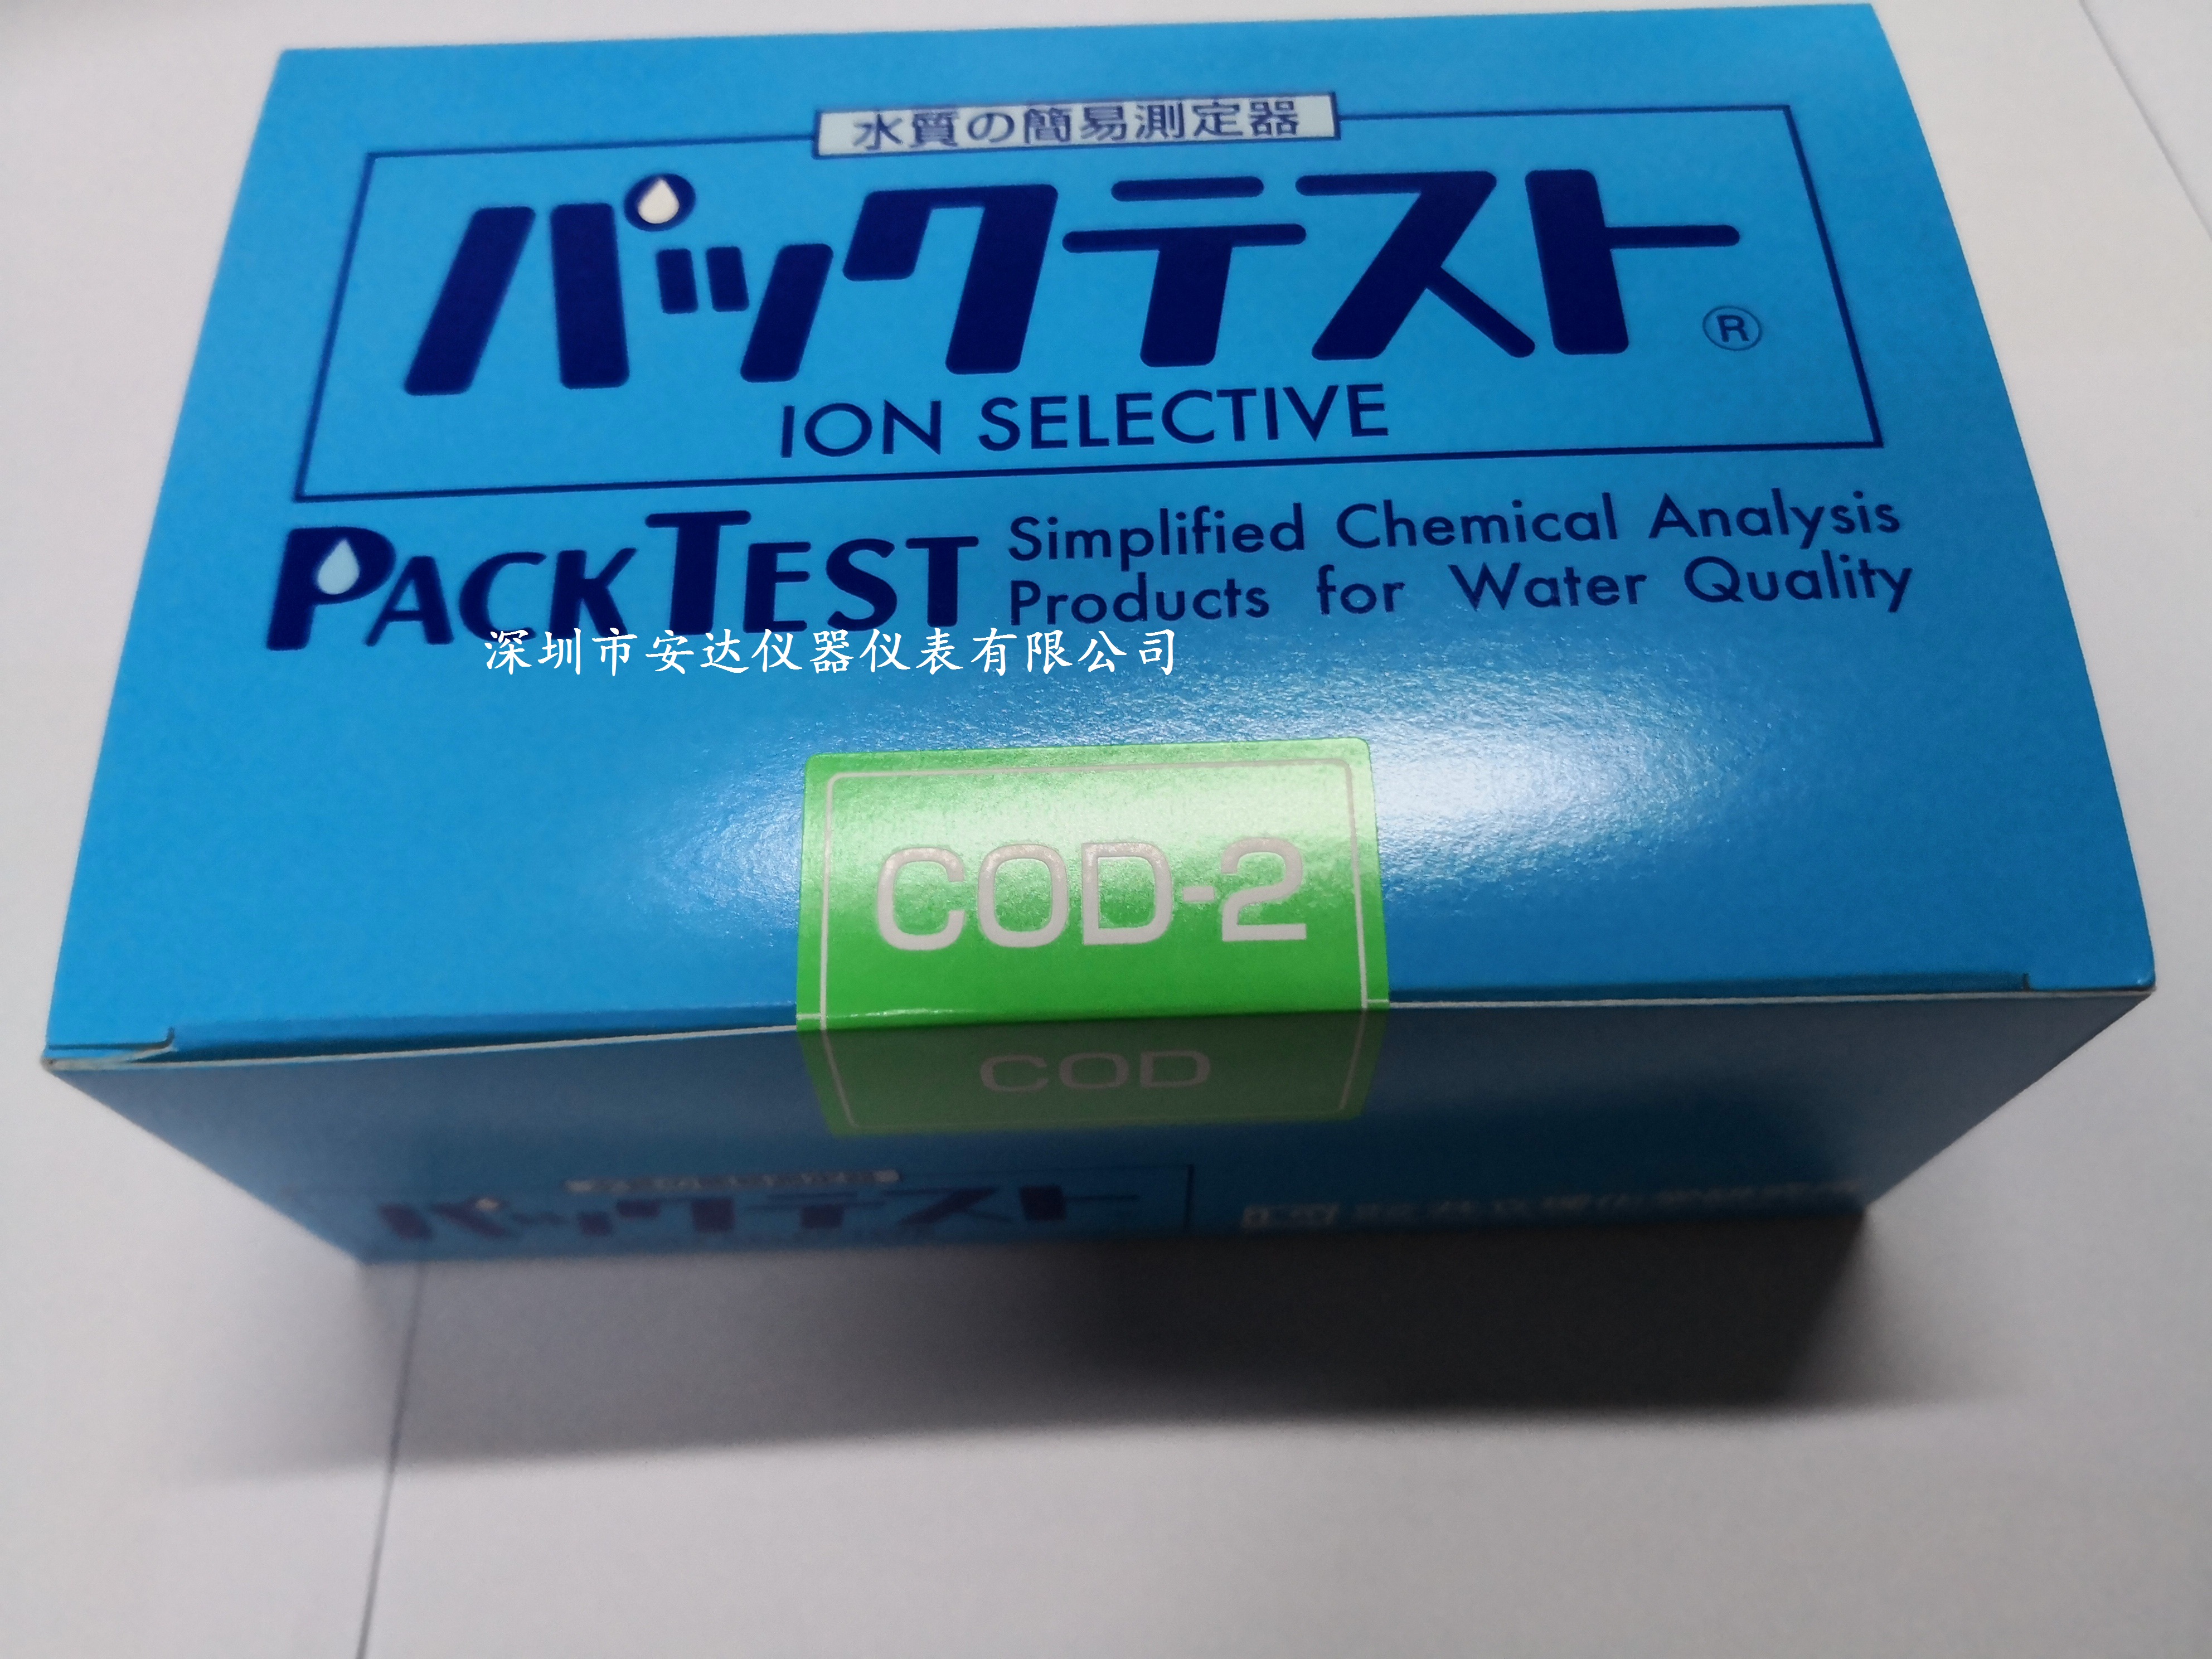 水質の簡易測定器
パックテスト®
ION SELECTIVE
PACKTEST
Simplified Chemical Analysis
Products for Water Quality
深圳市安达仪器仪表有限公司
COD-2
COD
パックテスト